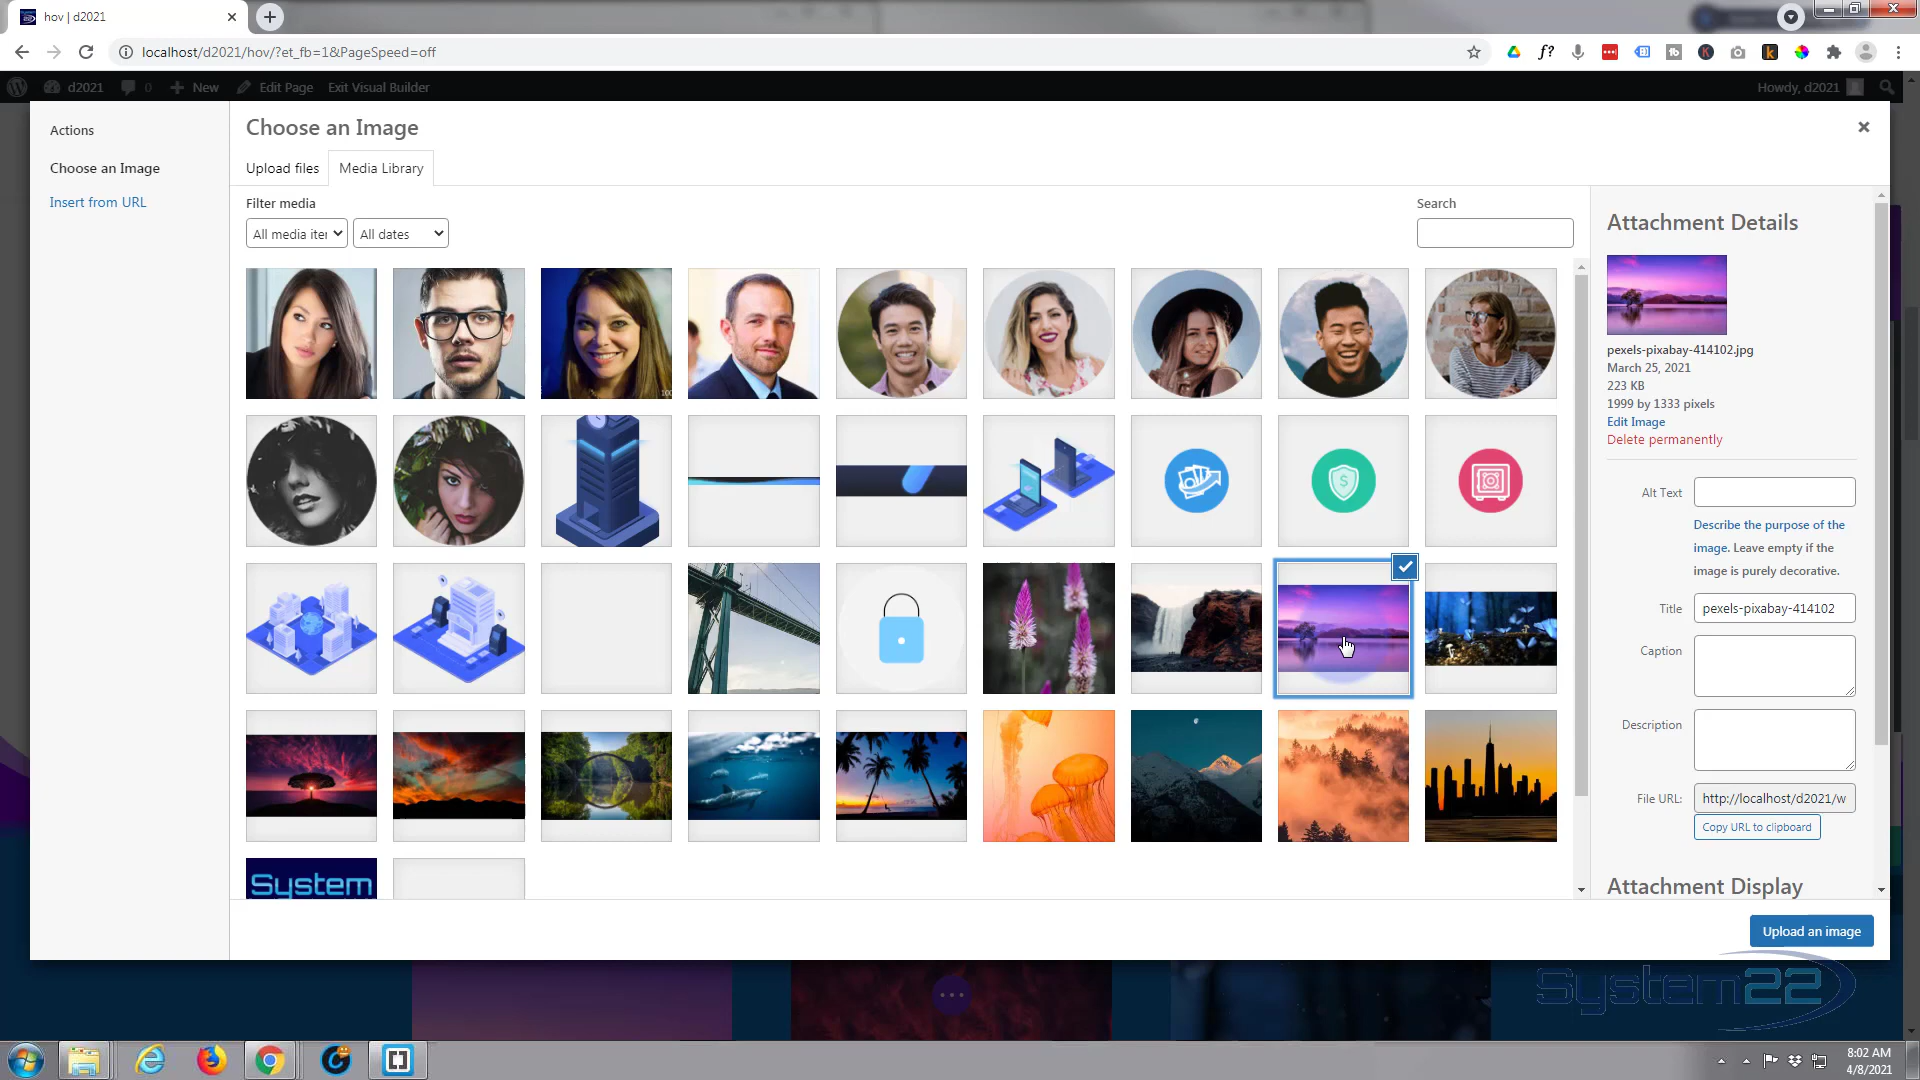 hov | d2021
localhost/d2021/hov/?et_fb=1&PageSpeed=off
d2021
0
New
Edit Page
Exit Visual Builder
Howdy, d2021
Actions
Choose an Image
Insert from URL
Choose an Image
Upload files
Media Library
Filter media
All media iter
All dates
Search
Attachment Details
pexels-pixabay-414102.jpg
March 25, 2021
223 KB
1999 by 1333 pixels
Edit Image
Delete permanently
Alt Text
Describe the purpose of the
image. Leave empty if the
image is purely decorative.
Title
pexels-pixabay-414102
Caption
Description
File URL:
http://localhost/d2021/w
Copy URL to clipboard
System
Attachment Display
Upload an image
System22
8:02 AM
4/8/2021